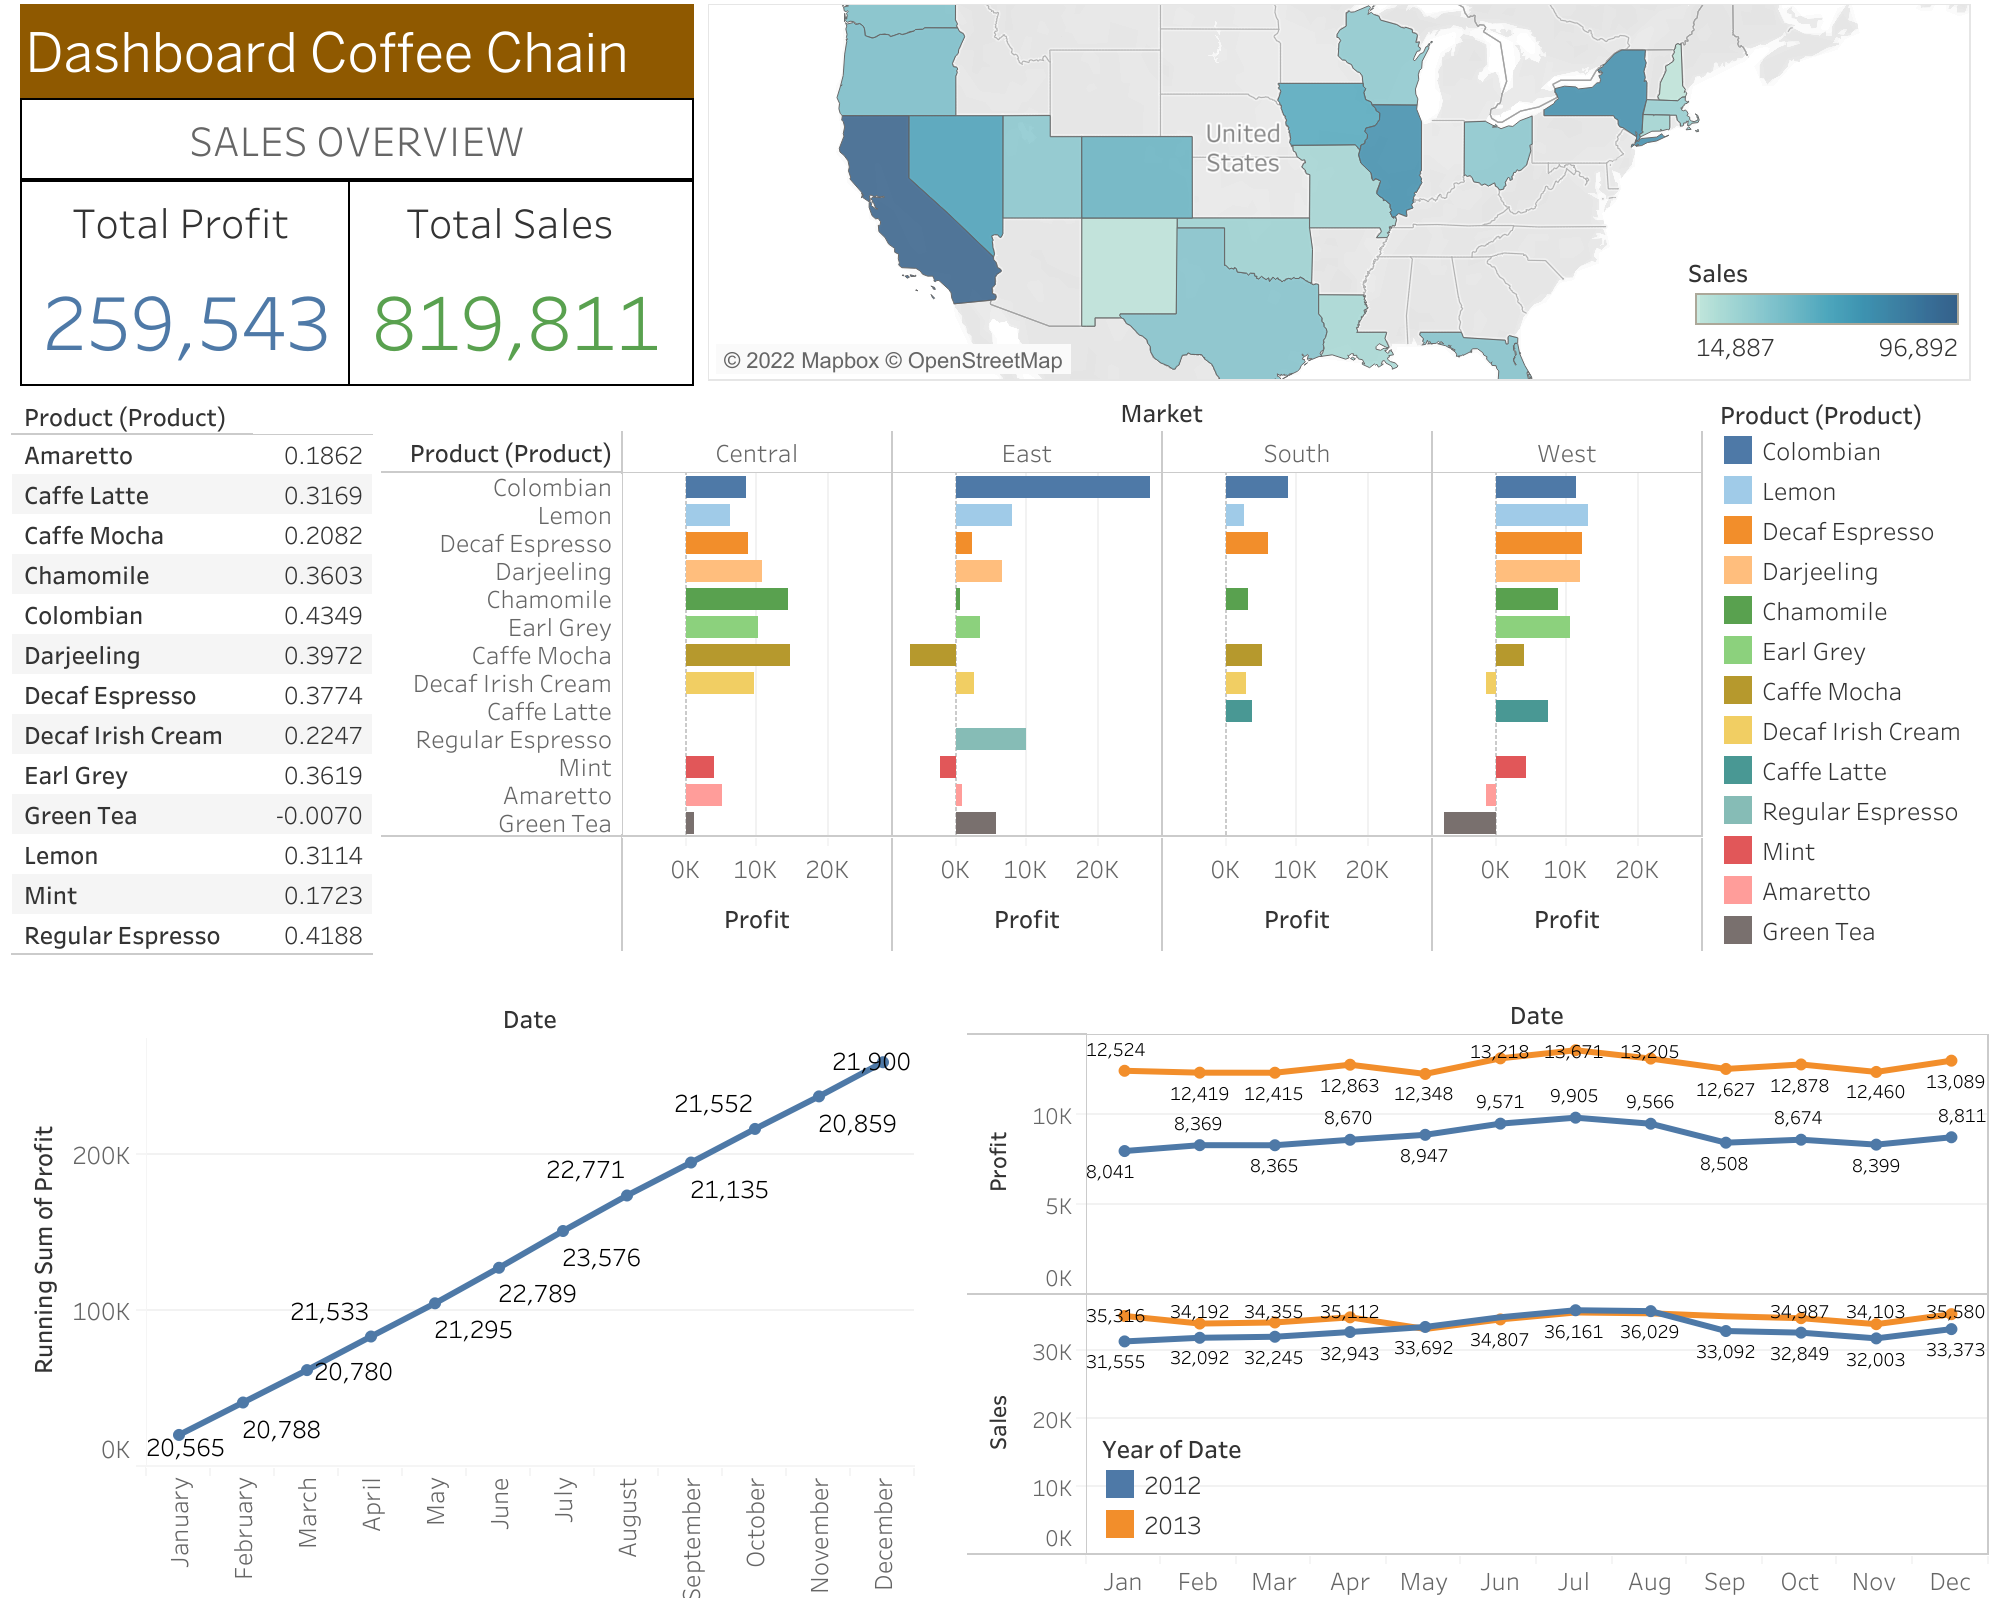 Dashboard Coffee Chain
SALES OVERVIEW
Total Profit
259,543
Total Sales
819,811
United
States
© 2022 Mapbox © OpenStreetMap
Sales
14,887 96,892
Product (Product)
Amaretto 0.1862
Caffe Latte 0.3169
Caffe Mocha 0.2082
Chamomile 0.3603
Colombian 0.4349
Darjeeling 0.3972
Decaf Espresso 0.3774
Decaf Irish Cream 0.2247
Earl Grey 0.3619
Green Tea -0.0070
Lemon 0.3114
Mint 0.1723
Regular Espresso 0.4188
Market
Product (Product) Central East South West
Colombian
Lemon
Decaf Espresso
Darjeeling
Chamomile
Earl Grey
Caffe Mocha
Decaf Irish Cream
Caffe Latte
Regular Espresso
Mint
Amaretto
Green Tea
0K 10K 20K 0K 10K 20K 0K 10K 20K 0K 10K 20K
Profit Profit Profit Profit
Product (Product)
Colombian
Lemon
Decaf Espresso
Darjeeling
Chamomile
Earl Grey
Caffe Mocha
Decaf Irish Cream
Caffe Latte
Regular Espresso
Mint
Amaretto
Green Tea
Date
Running Sum of Profit
200K
100K
0K
20,565
20,788
20,780
21,533
21,295
22,789
23,576
22,771
21,135
21,552
20,859
21,900
January
February
March
April
May
June
July
August
September
October
November
December
Date
Profit
10K
5K
0K
12,524 12,419 12,415 12,863 12,348 13,218 13,671 13,205 12,627 12,878 12,460 13,089
8,041 8,369 8,365 8,670 8,947 9,571 9,905 9,566 8,508 8,674 8,399 8,811
Sales
30K
20K
10K
0K
35,316 34,192 34,355 35,112 34,987 34,103 35,580
31,555 32,092 32,245 32,943 33,692 34,807 36,161 36,029 33,092 32,849 32,003 33,373
Year of Date
2012
2013
Jan Feb Mar Apr May Jun Jul Aug Sep Oct Nov Dec